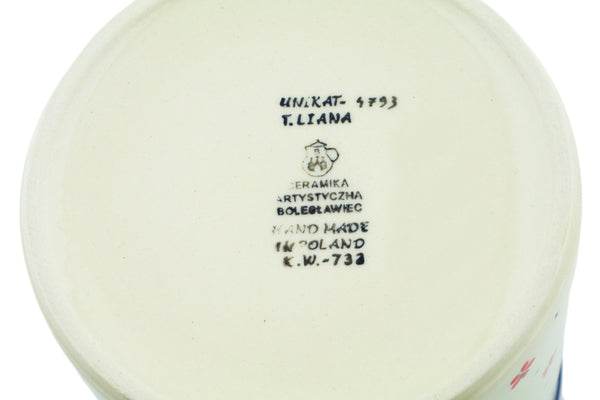 UNIKAT- 4793
T. LIANA
CERAMIKA
ARTYSTYCZNA
BOLESŁAWIEC
HAND MADE
IN POLAND
K.W.-733